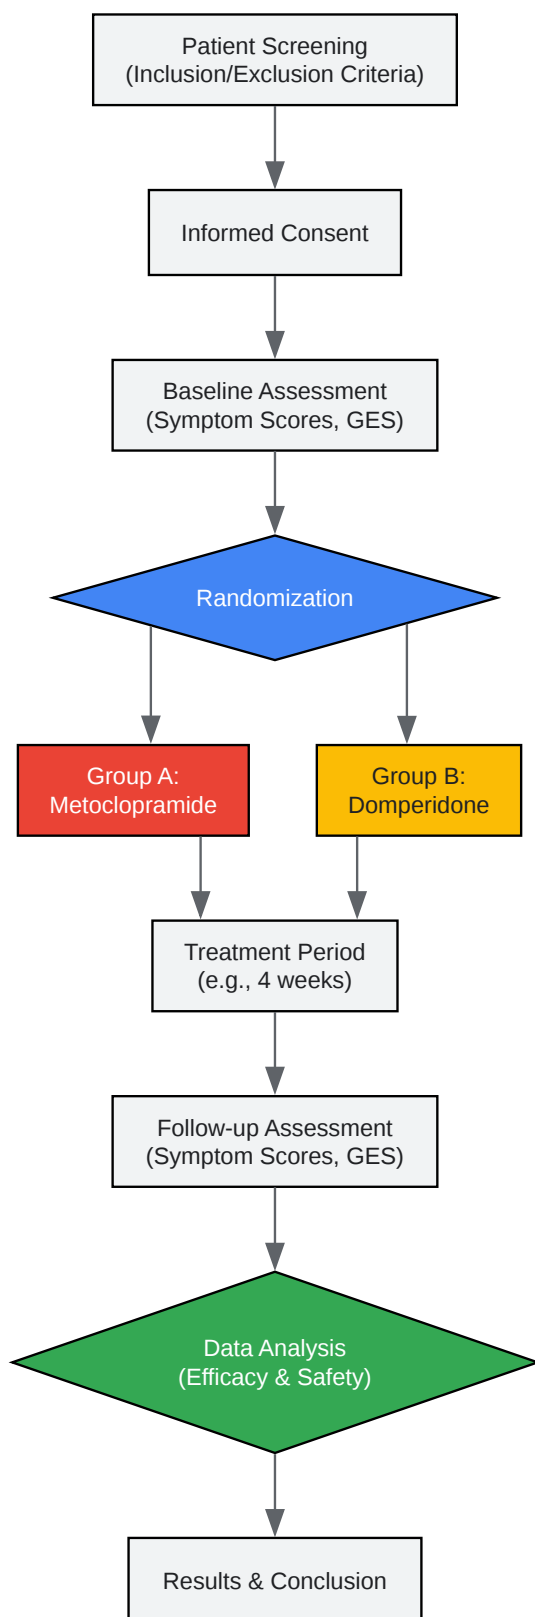 Patient Screening
(Inclusion/Exclusion Criteria)
Informed Consent
Baseline Assessment
(Symptom Scores, GES)
Randomization
Group A:
Metoclopramide
Group B:
Domperidone
Treatment Period
(e.g., 4 weeks)
Follow-up Assessment
(Symptom Scores, GES)
Data Analysis
(Efficacy & Safety)
Results & Conclusion